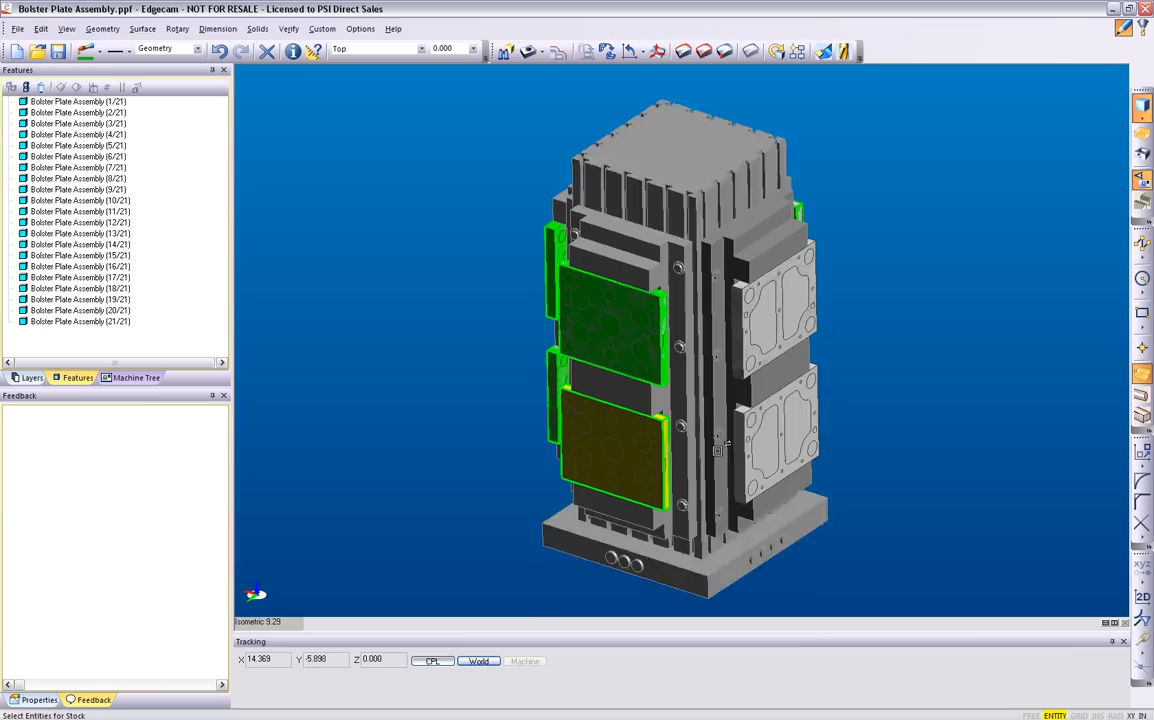 Bolster Plate Assembly.ppf - Edgecam - NOT FOR RESALE - Licensed to PSI Direct Sales
File Edit View Geometry Surface Rotary Dimension Solids Verify Custom Options Help
Geometry Top 0.000
Features
Bolster Plate Assembly (1/21)
Bolster Plate Assembly (2/21)
Bolster Plate Assembly (3/21)
Bolster Plate Assembly (4/21)
Bolster Plate Assembly (5/21)
Bolster Plate Assembly (6/21)
Bolster Plate Assembly (7/21)
Bolster Plate Assembly (8/21)
Bolster Plate Assembly (9/21)
Bolster Plate Assembly (10/21)
Bolster Plate Assembly (11/21)
Bolster Plate Assembly (12/21)
Bolster Plate Assembly (13/21)
Bolster Plate Assembly (14/21)
Bolster Plate Assembly (15/21)
Bolster Plate Assembly (16/21)
Bolster Plate Assembly (17/21)
Bolster Plate Assembly (18/21)
Bolster Plate Assembly (19/21)
Bolster Plate Assembly (20/21)
Bolster Plate Assembly (21/21)
Layers Features Machine Tree
Feedback
xyz
2D
Isometric 9.29
Tracking
X 14.369 Y -5.898 Z 0.000 CPL World Machine
Properties Feedback
Select Entities for Stock
FREE ENTITY GRID INS RAD XY IN